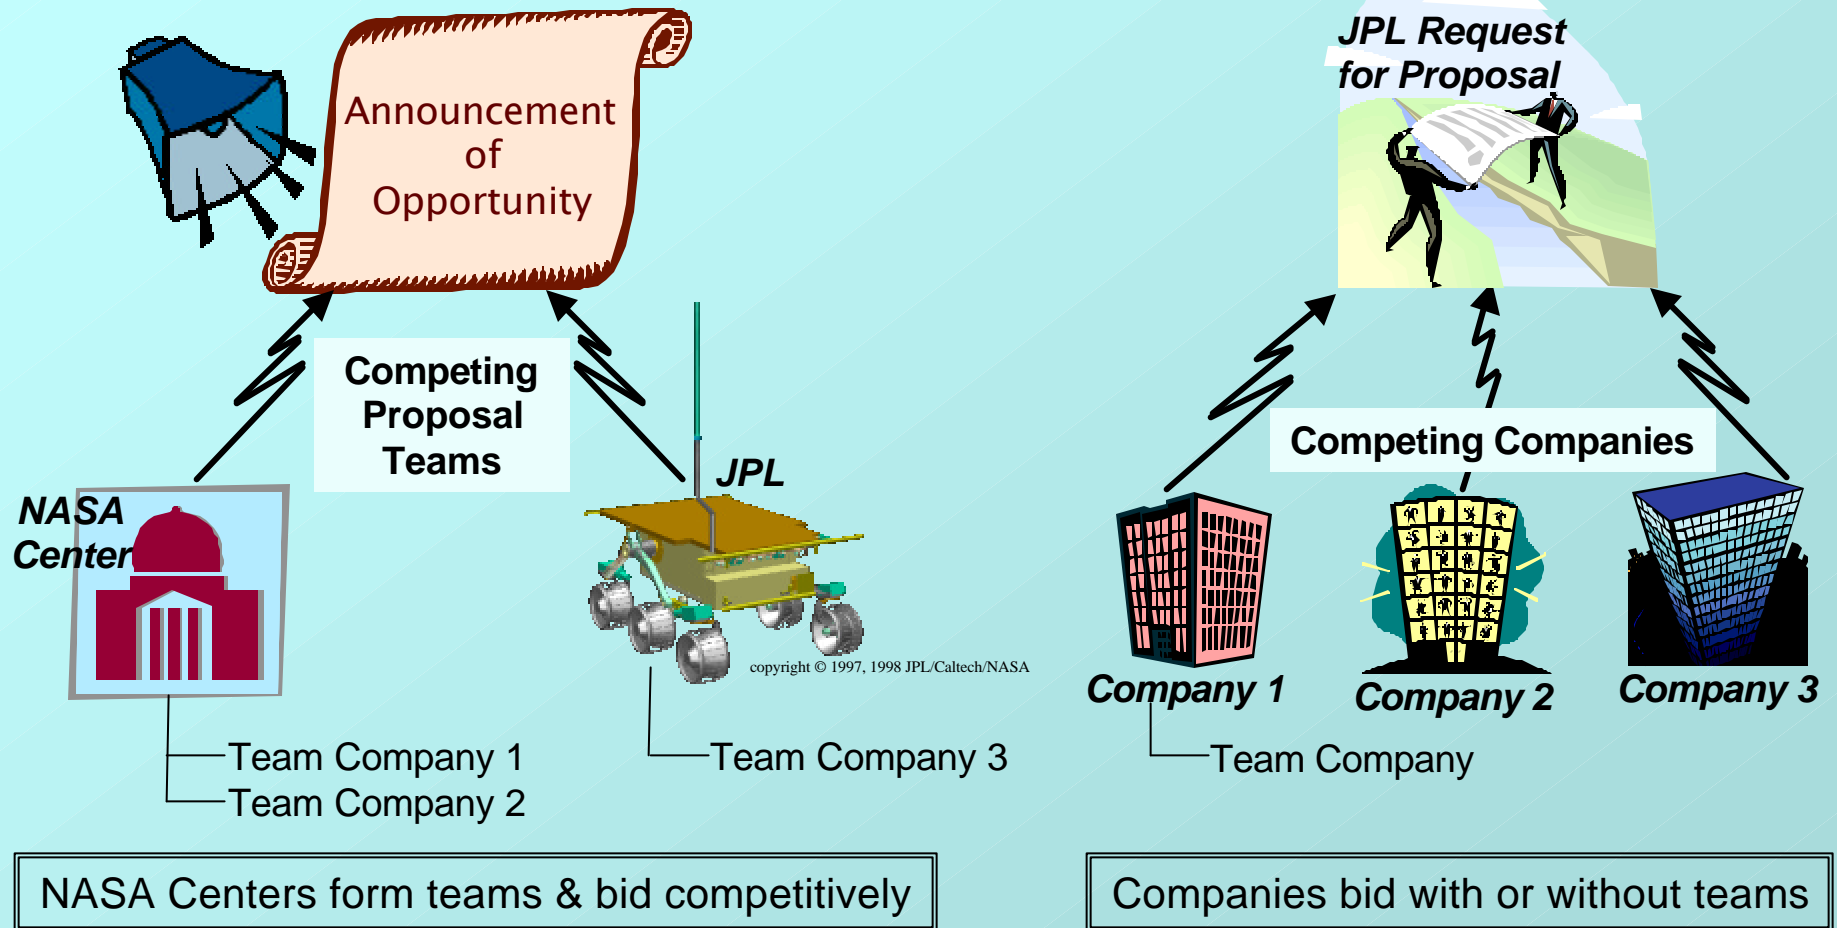 Announcement
of
Opportunity
Competing
Proposal
Teams
NASA
Center
JPL
copyright © 1997, 1998 JPL/Caltech/NASA
Team Company 1
Team Company 2
Team Company 3
NASA Centers form teams & bid competitively
JPL Request
for Proposal
Competing Companies
Company 1
Company 2
Company 3
Team Company
Companies bid with or without teams